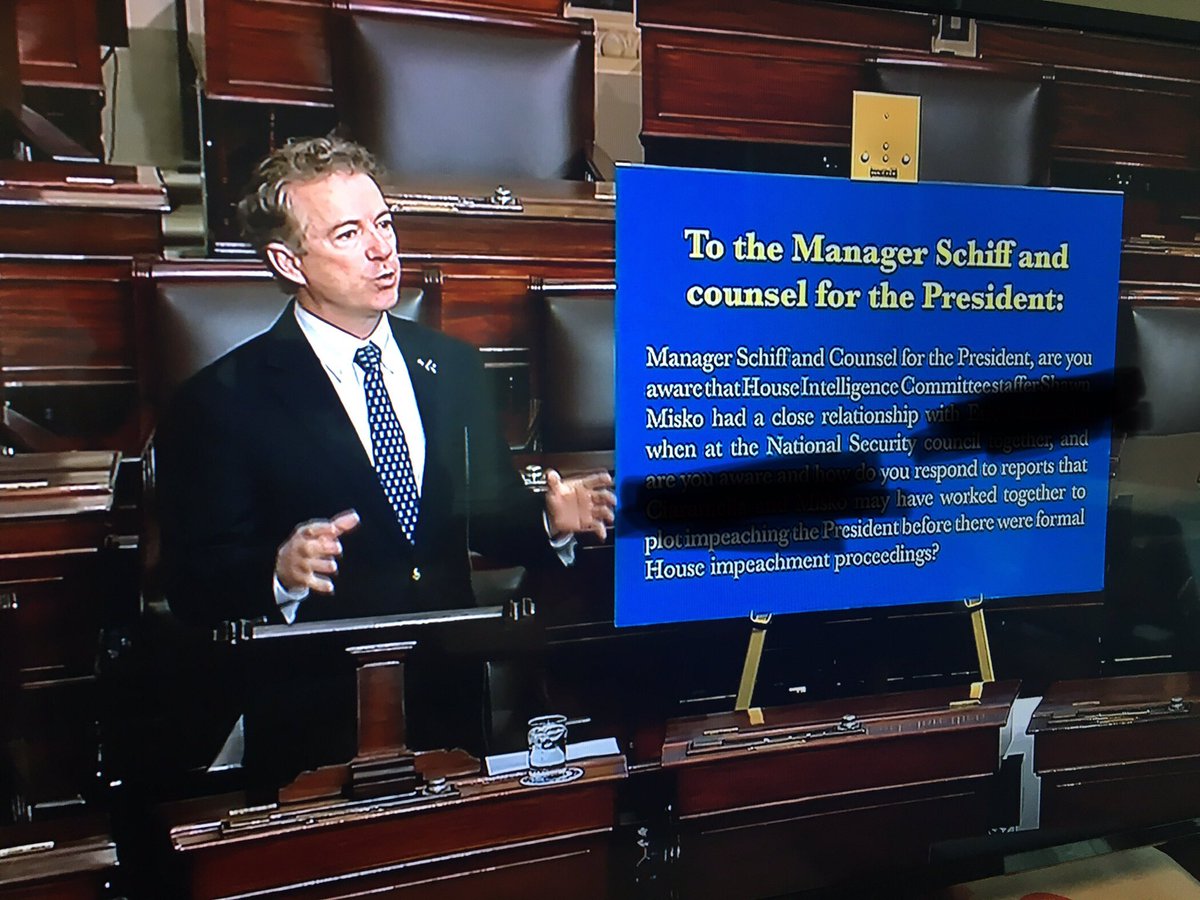 To the Manager Schiff and
counsel for the President:
Manager Schiff and Counsel for the President, are you
aware that House Intelligence Committee staffer Shawn
Misko had a close relationship with
when at the National Security council together, and
are you aware and how do you respond to reports that
Misko may have worked together to
plot impeaching the President before there were formal
House impeachment proceedings?